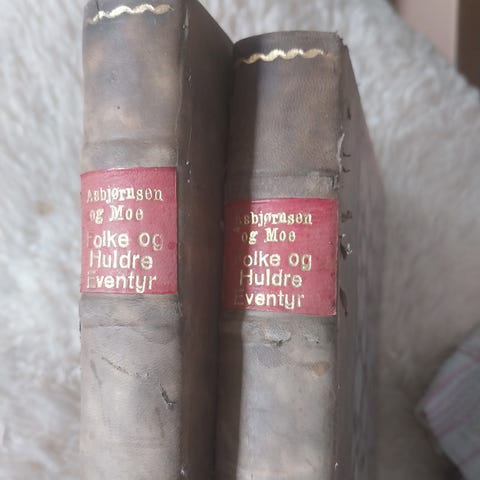 Asbjørnsen
og Moe
Folke og
Huldre
Eventyr
Asbjørnsen
og Moe
Folke og
Huldre
Eventyr